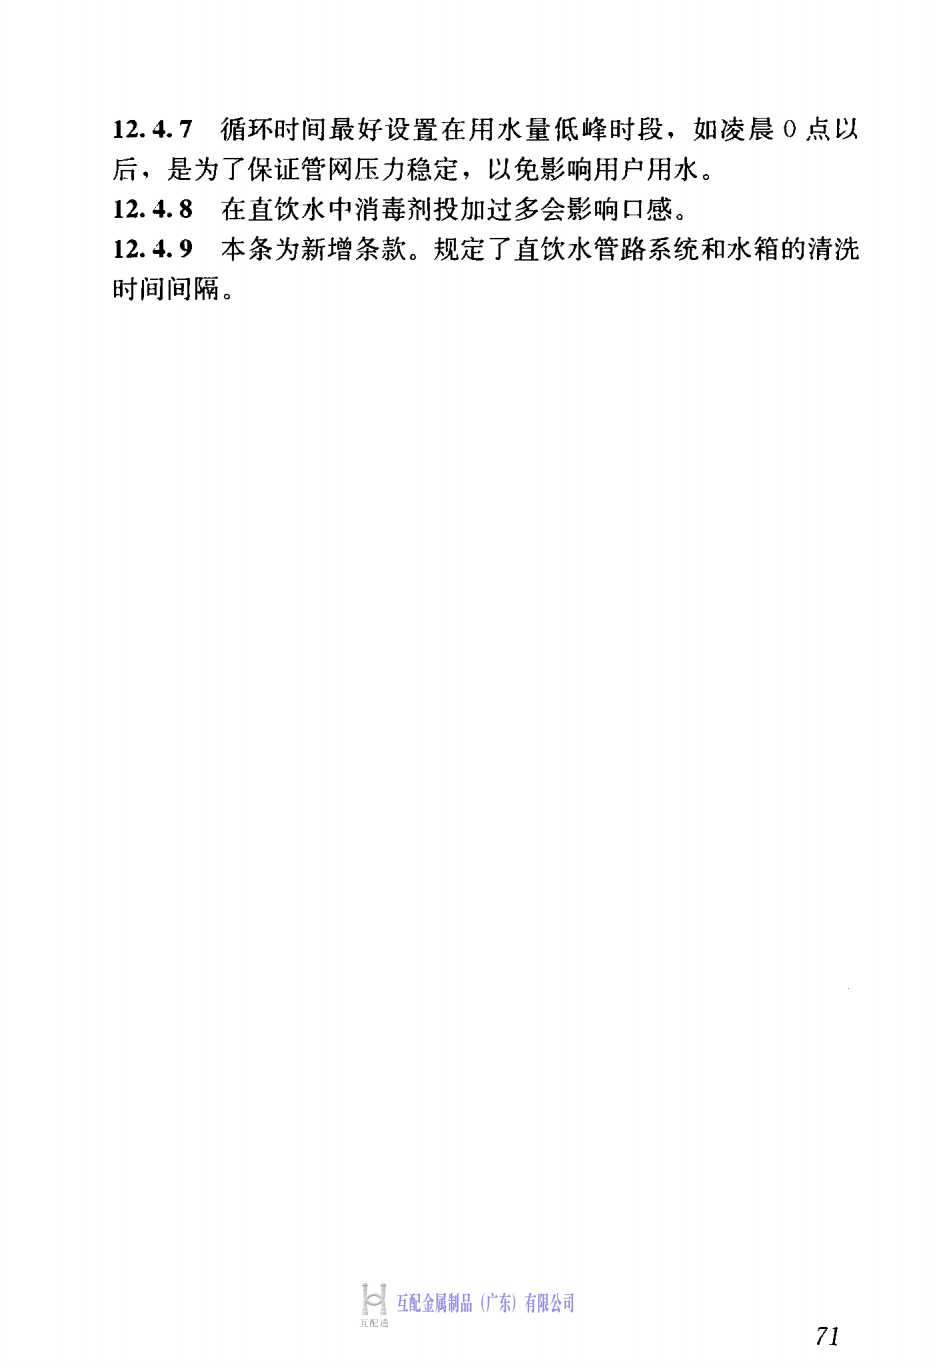 12.4.7 循环时间最好设置在用水量低峰时段，如凌晨 0 点以
后，是为了保证管网压力稳定，以免影响用户用水。
12.4.8 在直饮水中消毒剂投加过多会影响口感。
12.4.9 本条为新增条款。规定了直饮水管路系统和水箱的清洗
时间间隔。
互配金属制品（广东）有限公司
互配通
71